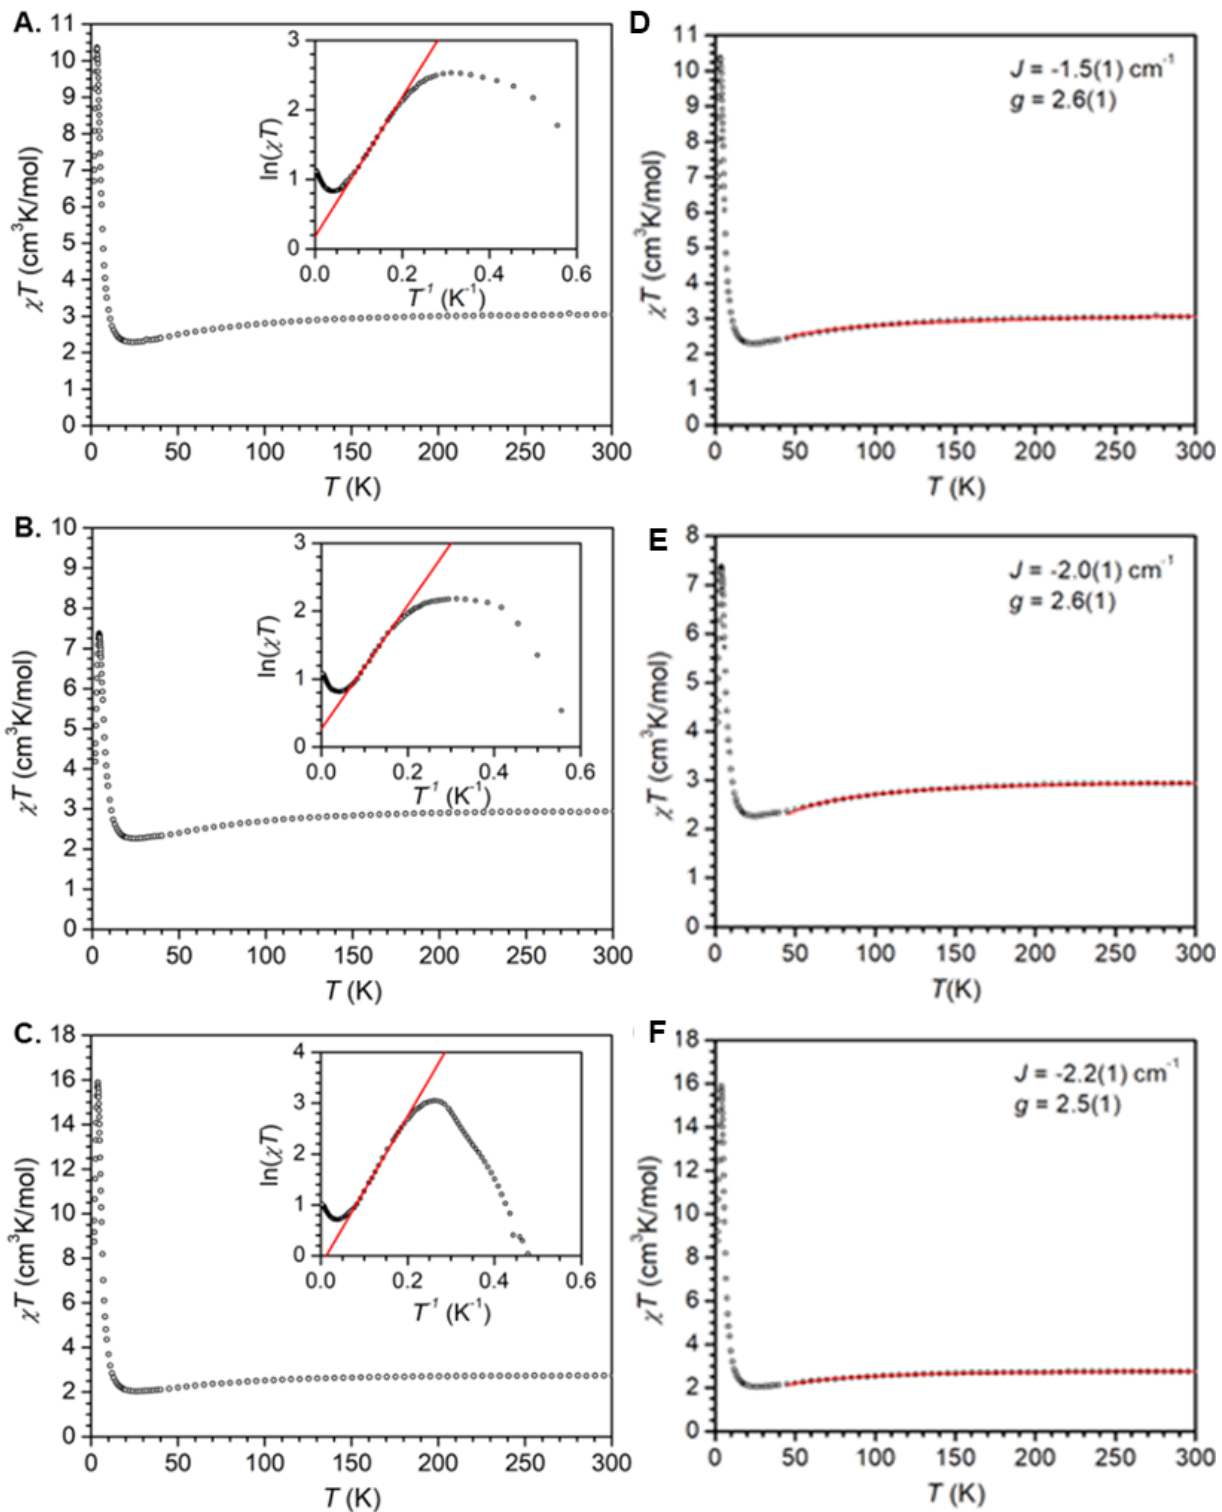 A.
11
10
9
8
7
6
5
4
3
2
1
0
χT (cm³K/mol)
0 50 100 150 200 250 300
T (K)
3
2
1
0
ln(χT)
0.0 0.2 0.4 0.6
T⁻¹ (K⁻¹)
D
11
10
9
8
7
6
5
4
3
2
1
0
χT (cm³K/mol)
J = -1.5(1) cm⁻¹
g = 2.6(1)
0 50 100 150 200 250 300
T (K)
B.
10
9
8
7
6
5
4
3
2
1
0
χT (cm³K/mol)
0 50 100 150 200 250 300
T (K)
3
2
1
0
ln(χT)
0.0 0.2 0.4 0.6
T⁻¹ (K⁻¹)
E
8
7
6
5
4
3
2
1
0
χT (cm³K/mol)
J = -2.0(1) cm⁻¹
g = 2.6(1)
0 50 100 150 200 250 300
T(K)
C.
18
16
14
12
10
8
6
4
2
0
χT (cm³K/mol)
0 50 100 150 200 250 300
T (K)
4
3
2
1
0
ln(χT)
0.0 0.2 0.4 0.6
T⁻¹ (K⁻¹)
F
18
16
14
12
10
8
6
4
2
0
χT (cm³K/mol)
J = -2.2(1) cm⁻¹
g = 2.5(1)
0 50 100 150 200 250 300
T (K)